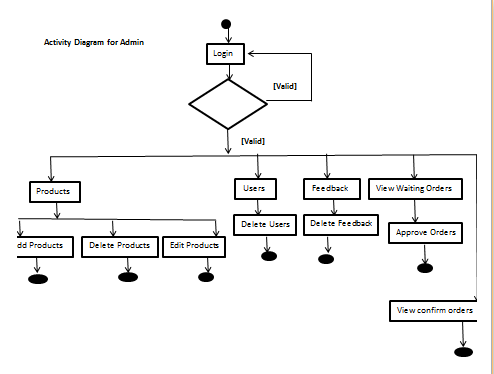 Activity Diagram for Admin
Login
[Valid]
[Valid]
Products
Users
Feedback
View Waiting Orders
dd Products
Delete Products
Edit Products
Delete Users
Delete Feedback
Approve Orders
View confirm orders